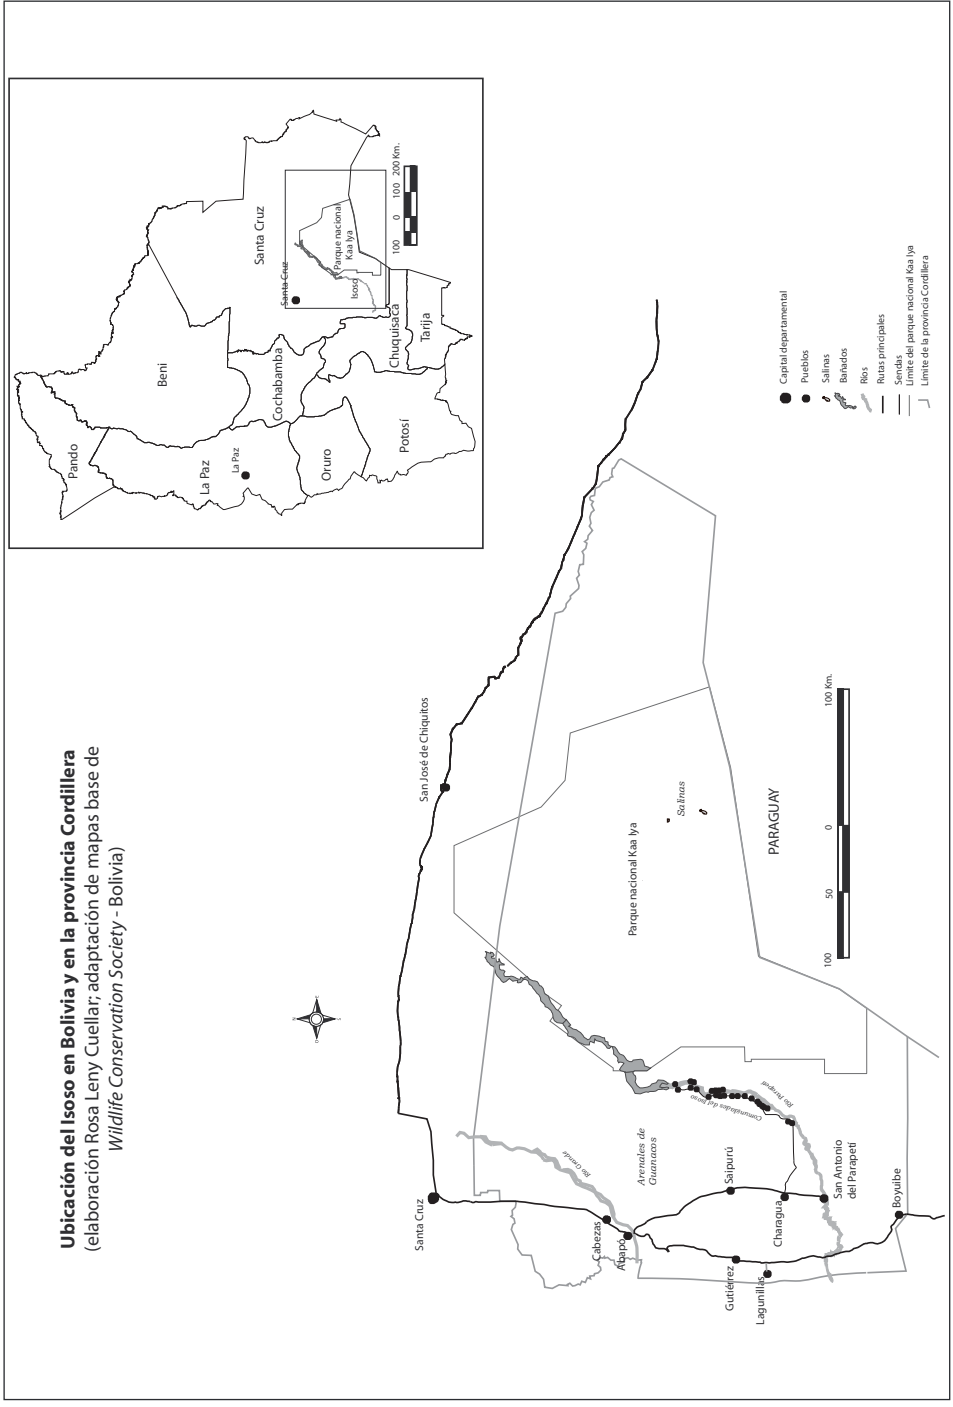 Ubicación del Isoso en Bolivia y en la provincia Cordillera
(elaboración Rosa Leny Cuellar; adaptación de mapas base de
Wildlife Conservation Society - Bolivia)
Pando
La Paz
La Paz
Beni
Oruro
Cochabamba
Potosí
Santa Cruz
Santa Cruz
Parque nacional
Kaa Iya
Isoso
Chuquisaca
Tarija
100 0 100 200 Km.
N
E
S
O
Santa Cruz
San José de Chiquitos
Cabezas
Abapó
Río Grande
Arenales de
Guanacos
Parque nacional Kaa Iya
Salinas
Gutiérrez
Lagunillas
Saipurú
Charagua
Comunidades del Isoso
Río Parapetí
San Antonio
del Parapetí
Boyuibe
PARAGUAY
100 50 0 100 Km.
Capital departamental
Pueblos
Salinas
Bañados
Ríos
Rutas principales
Sendas
Límite del parque nacional Kaa Iya
Límite de la provincia Cordillera